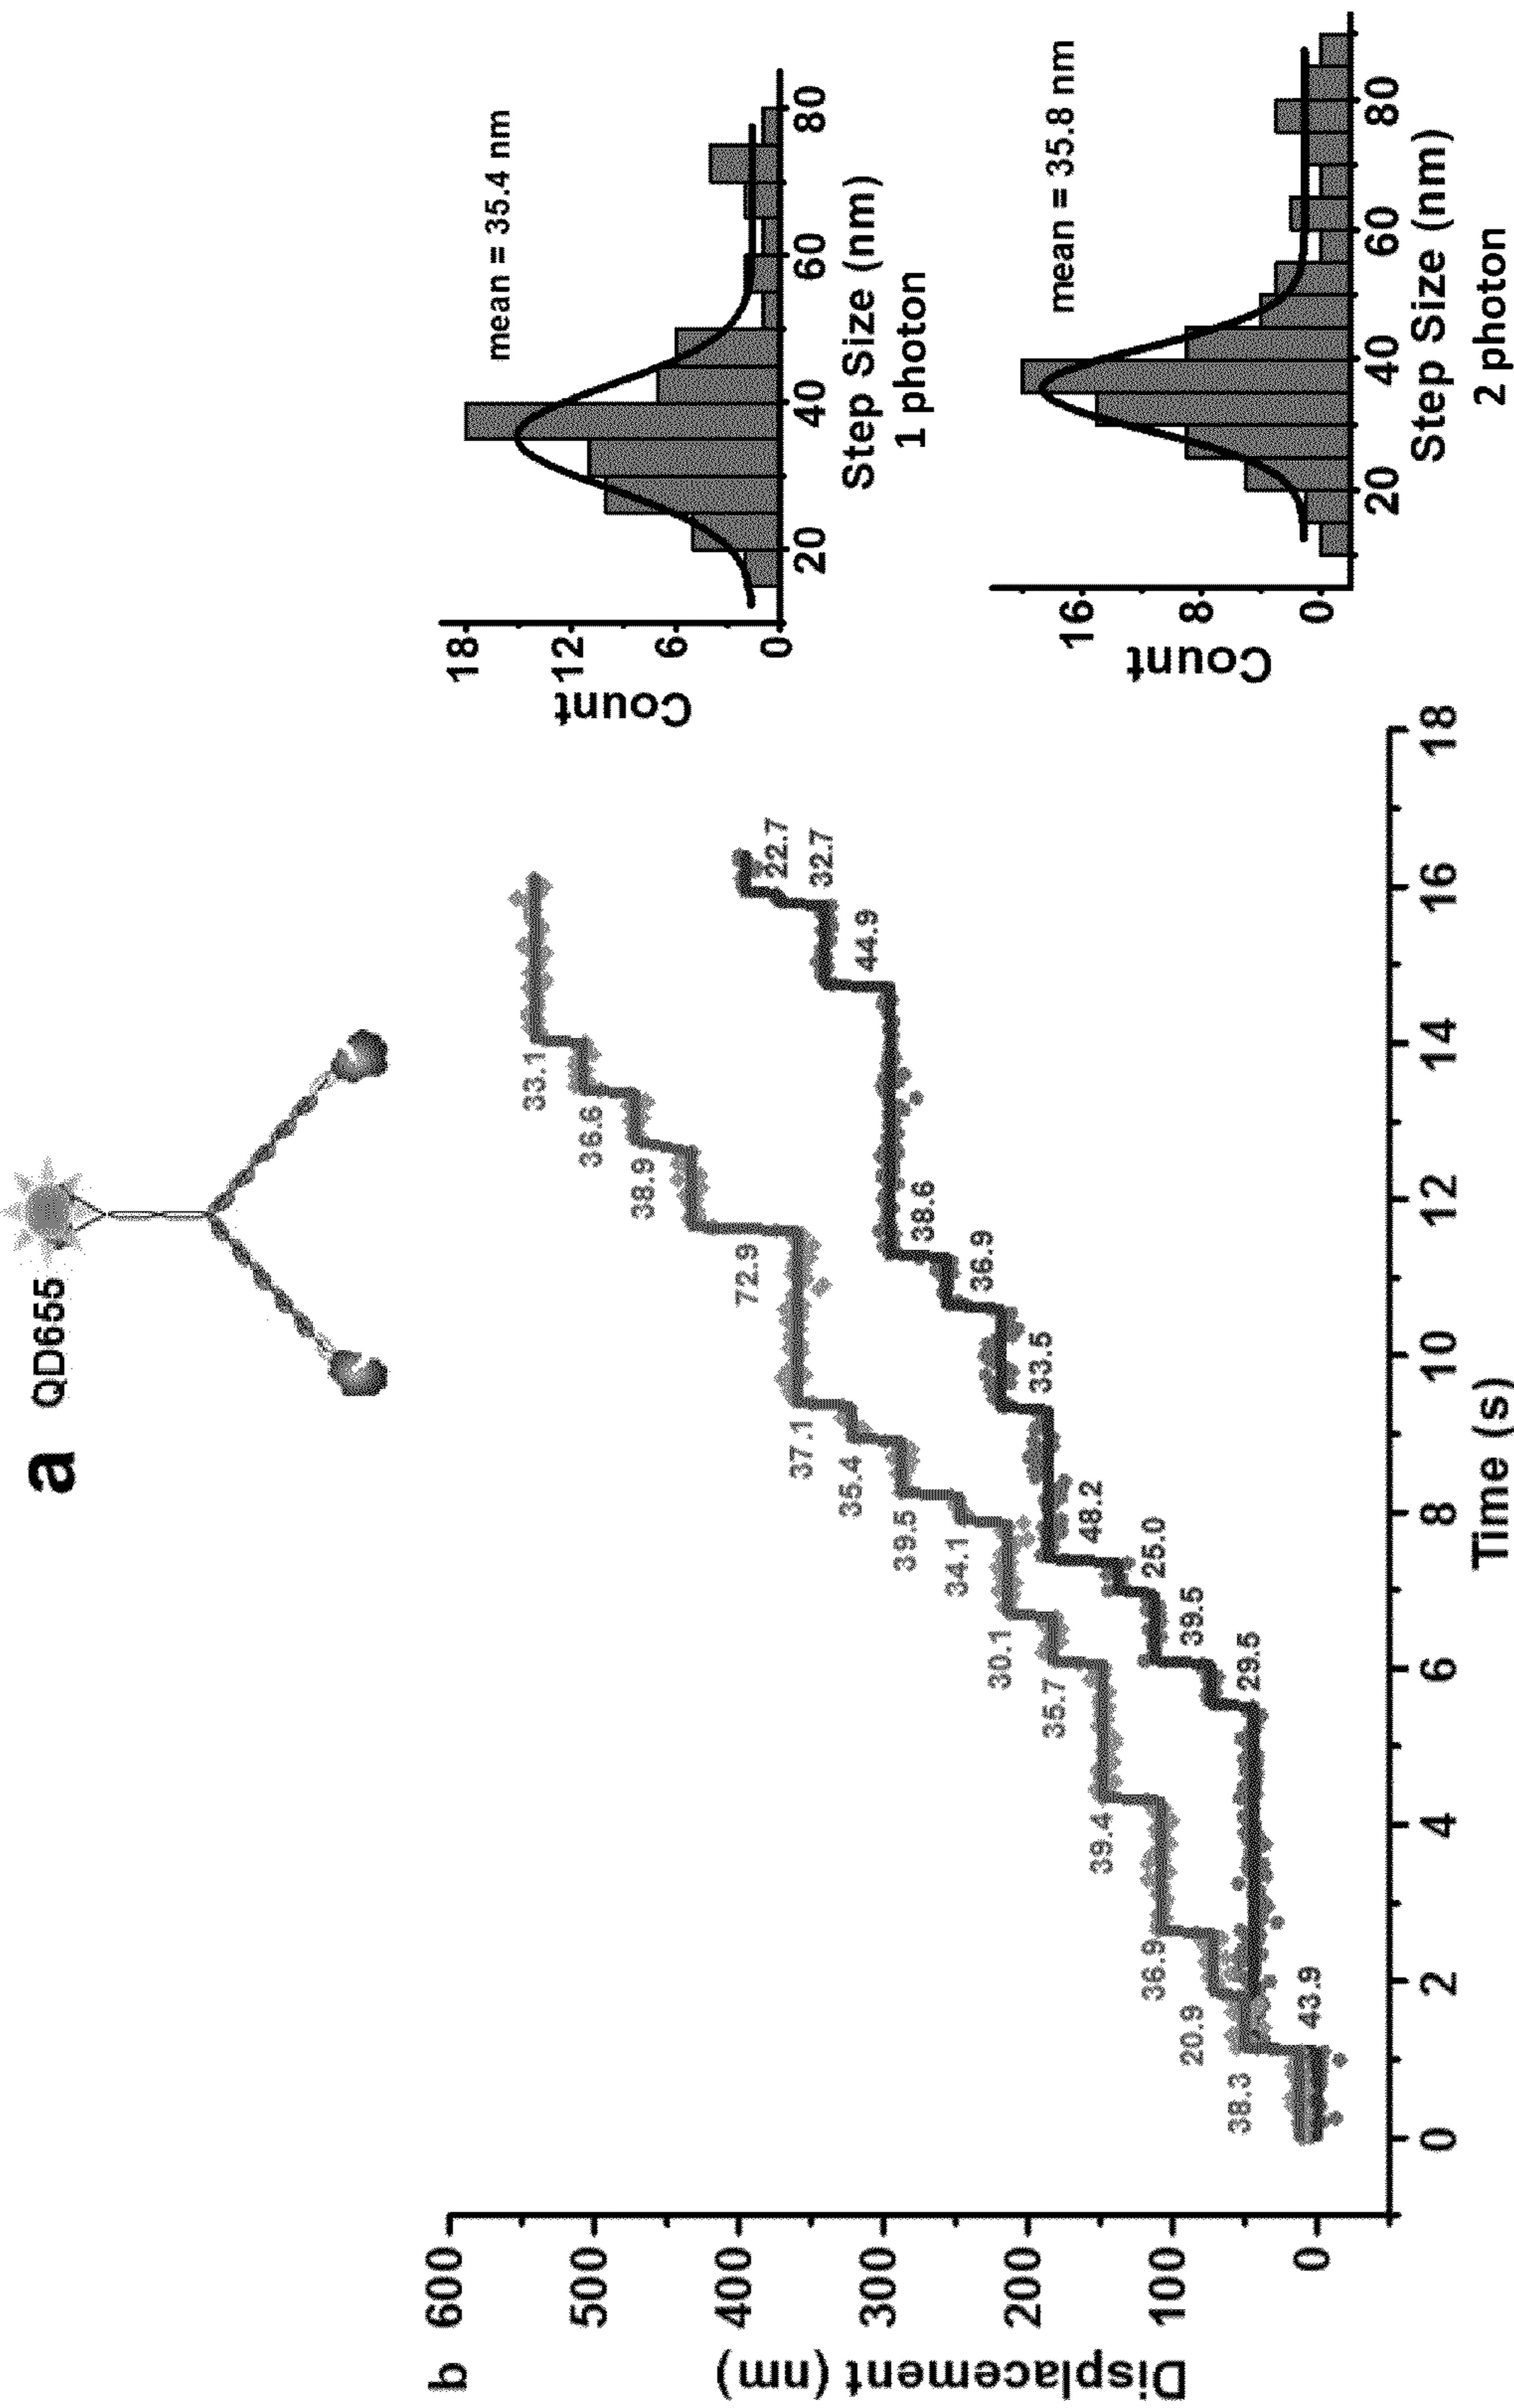 a QD655
b
Displacement (nm)
600
500
400
300
200
100
0
38.3
20.9
36.9
39.4
35.7
30.1
34.1
39.5
35.4
37.1
72.9
38.9
36.6
33.1
43.9
29.5
39.5
25.0
48.2
33.5
36.9
38.6
44.9
32.7
22.7
0 2 4 6 8 10 12 14 16 18
Time (s)
Count
18
12
6
0
mean = 35.4 nm
20 40 60 80
Step Size (nm)
1 photon
Count
16
8
0
mean = 35.8 nm
20 40 60 80
Step Size (nm)
2 photon